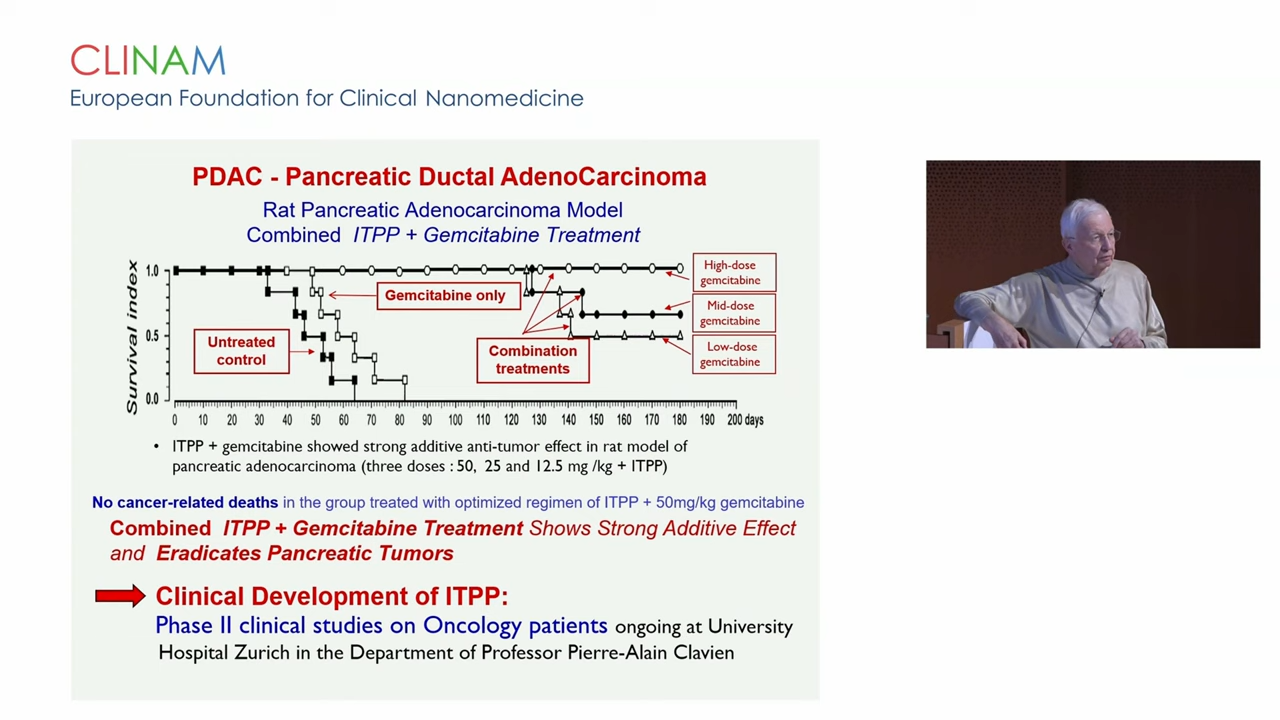 CLINAM
European Foundation for Clinical Nanomedicine
PDAC - Pancreatic Ductal AdenoCarcinoma
Rat Pancreatic Adenocarcinoma Model
Combined ITPP + Gemcitabine Treatment
Survival index
1.0
0.5
0.0
Gemcitabine only
Untreated
control
Combination
treatments
High-dose
gemcitabine
Mid-dose
gemcitabine
Low-dose
gemcitabine
0 10 20 30 40 50 60 70 80 90 100 110 120 130 140 150 160 170 180 190 200 days
• ITPP + gemcitabine showed strong additive anti-tumor effect in rat model of
pancreatic adenocarcinoma (three doses : 50, 25 and 12.5 mg /kg + ITPP)
No cancer-related deaths in the group treated with optimized regimen of ITPP + 50mg/kg gemcitabine
Combined ITPP + Gemcitabine Treatment Shows Strong Additive Effect
and Eradicates Pancreatic Tumors
Clinical Development of ITPP:
Phase II clinical studies on Oncology patients ongoing at University
Hospital Zurich in the Department of Professor Pierre-Alain Clavien